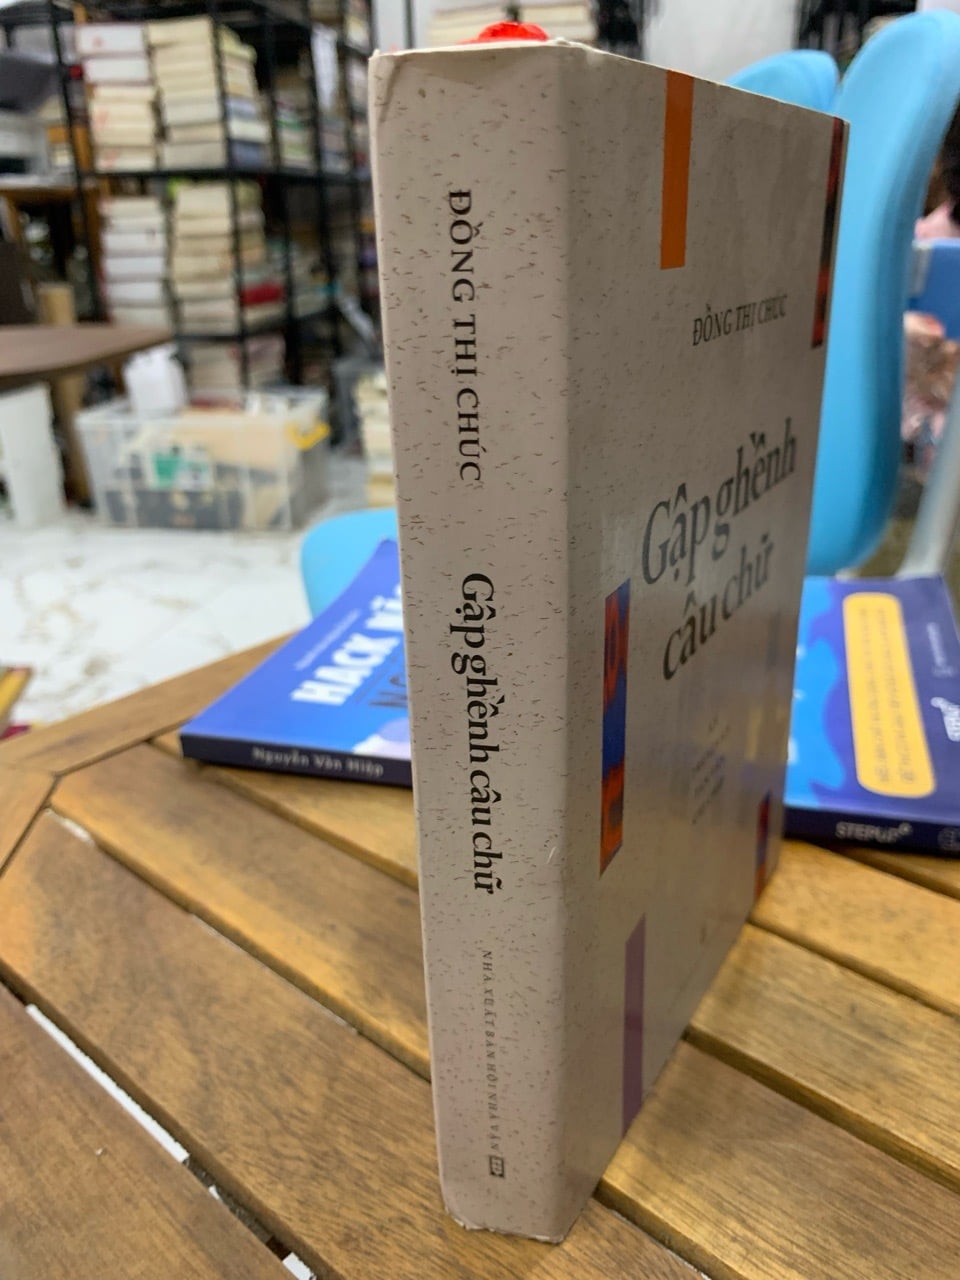 ĐỒNG THỊ CHÚC
Gập ghềnh câu chữ
NHÀ XUẤT BẢN HỘI NHÀ VĂN
ĐỒNG THỊ CHÚC
Gập ghềnh
câu chữ
HACK
Nguyễn Văn Hiệp
STEPUP